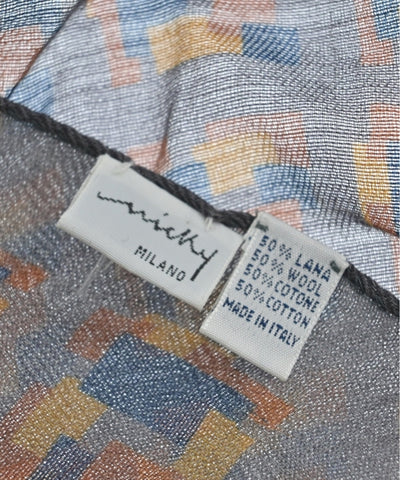 MILANO
50% LANA
50% WOOL
50% COTONE
50% COTTON
MADE IN ITALY